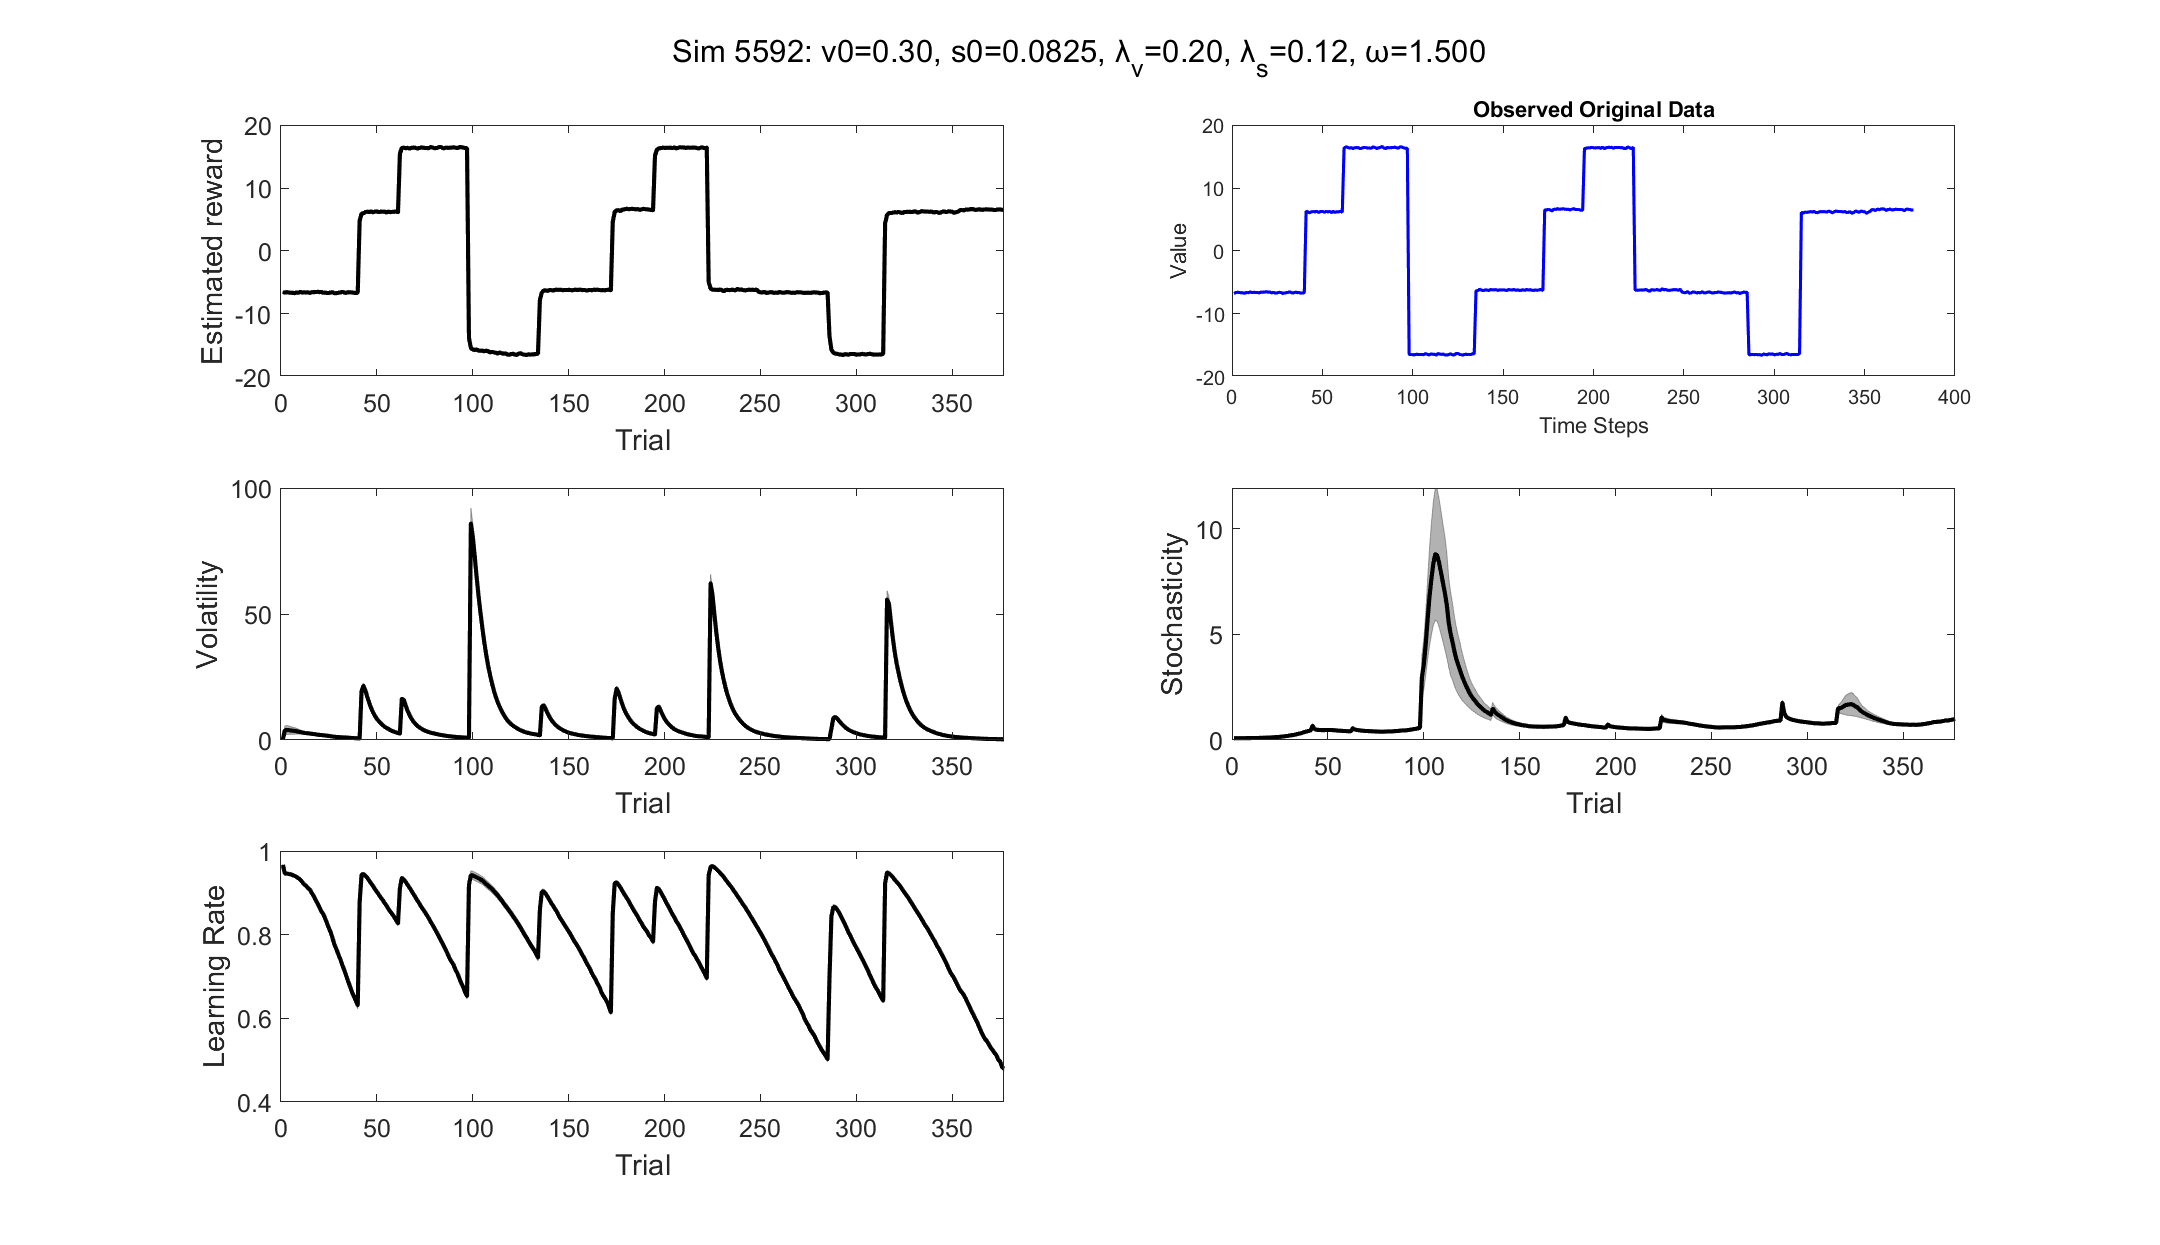 Sim 5592: v0=0.30, s0=0.0825, λ_v=0.20, λ_s=0.12, ω=1.500
20
10
0
-10
-20
Estimated reward
0 50 100 150 200 250 300 350
Trial
Observed Original Data
20
10
0
-10
-20
Value
0 50 100 150 200 250 300 350 400
Time Steps
100
50
0
Volatility
0 50 100 150 200 250 300 350
Trial
10
5
0
Stochasticity
0 50 100 150 200 250 300 350
Trial
1
0.8
0.6
0.4
Learning Rate
0 50 100 150 200 250 300 350
Trial